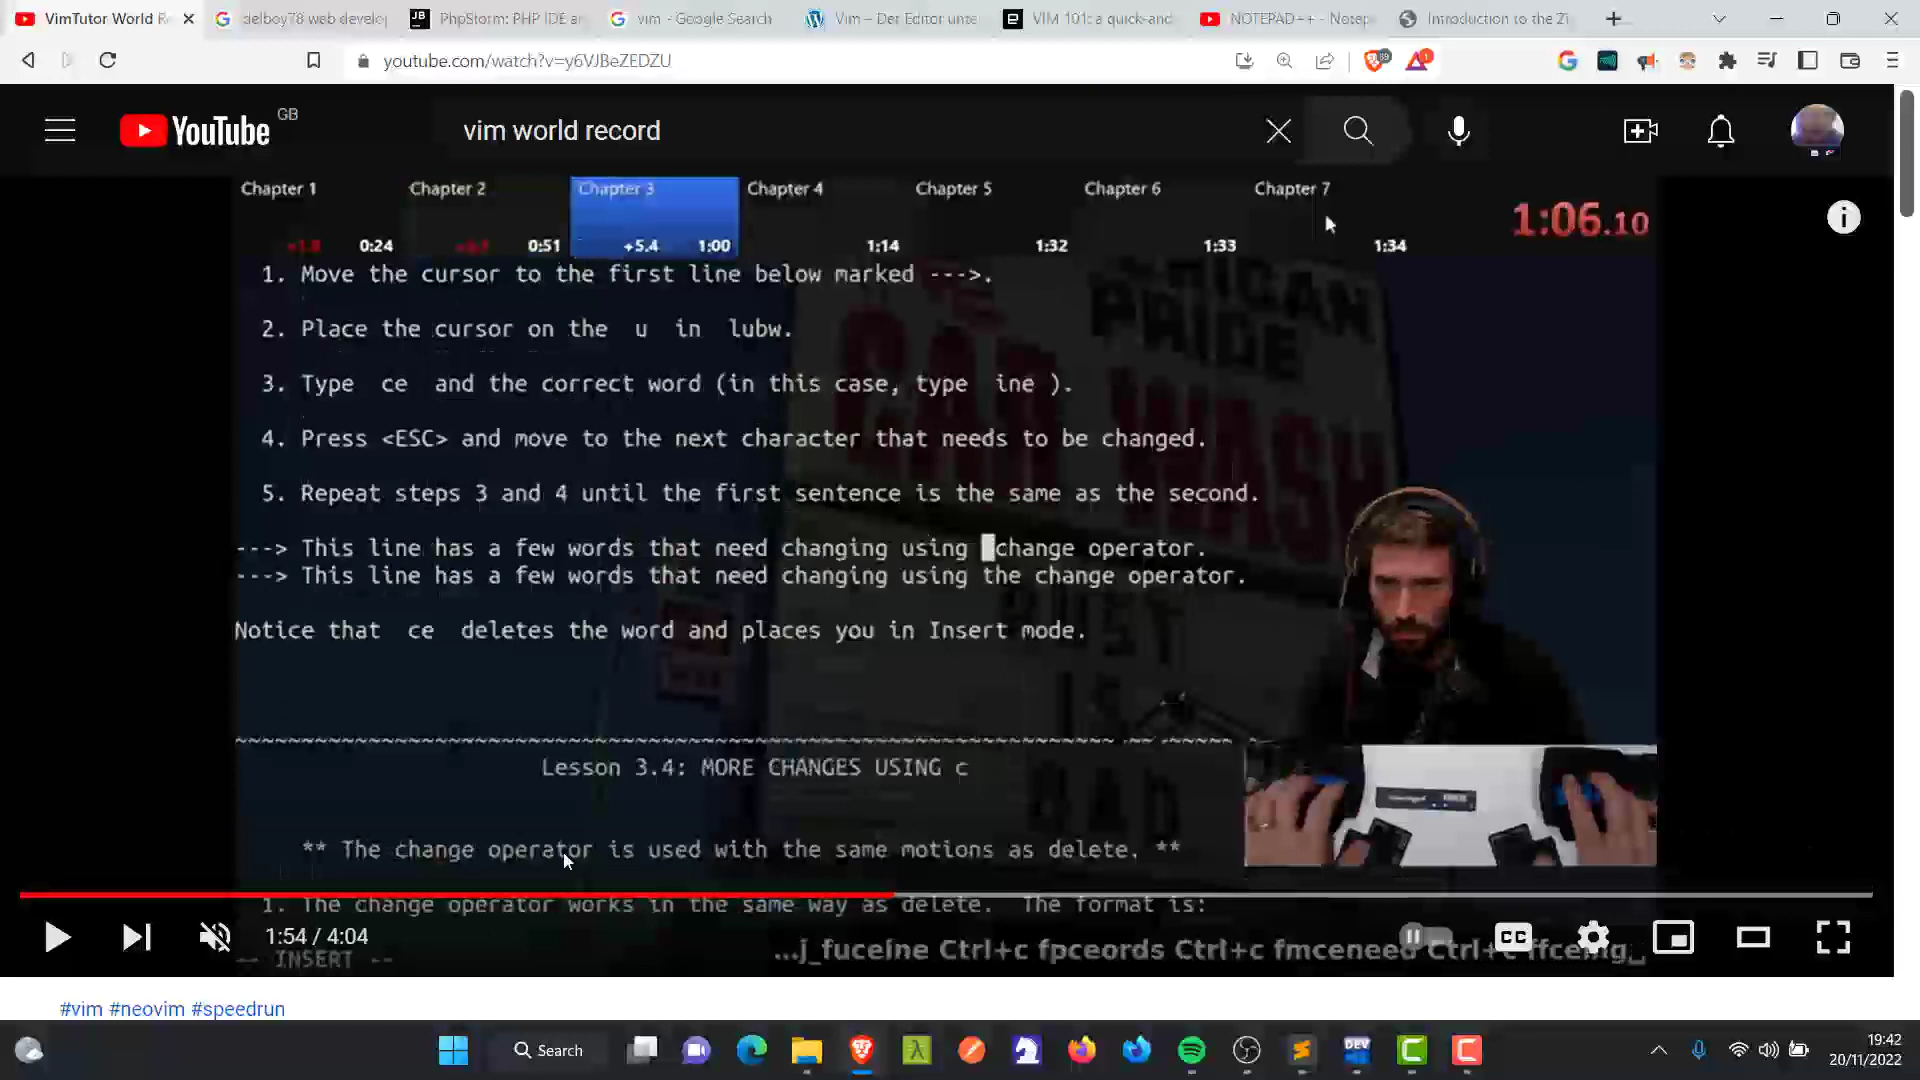 VimTutor World Re
delboy78 web develo
PhpStorm: PHP IDE a
vim - Google Search
Vim – Der Editor unte
VIM 101: a quick-and
NOTEPAD++ - Notep
Introduction to the Zi
youtube.com/watch?v=y6VJBeZEDZU
YouTube GB
vim world record
Chapter 1
Chapter 2
Chapter 3
Chapter 4
Chapter 5
Chapter 6
Chapter 7
0:24
0:51
+5.4 1:00
1:14
1:32
1:33
1:34
1:06.10
1. Move the cursor to the first line below marked --->.
2. Place the cursor on the u in lubw.
3. Type ce and the correct word (in this case, type ine ).
4. Press <ESC> and move to the next character that needs to be changed.
5. Repeat steps 3 and 4 until the first sentence is the same as the second.
---> This line has a few words that need changing using change operator.
---> This line has a few words that need changing using the change operator.
Notice that ce deletes the word and places you in Insert mode.
Lesson 3.4: MORE CHANGES USING c
** The change operator is used with the same motions as delete. **
1. The change operator works in the same way as delete. The format is:
1:54 / 4:04
CC
-- INSERT --
...j_fuceine Ctrl+c fpceords Ctrl+c fmceneed Ctrl+c ffceing_
PRIDE
CAR
WASH
#vim #neovim #speedrun
Search
DEV
19:42
20/11/2022